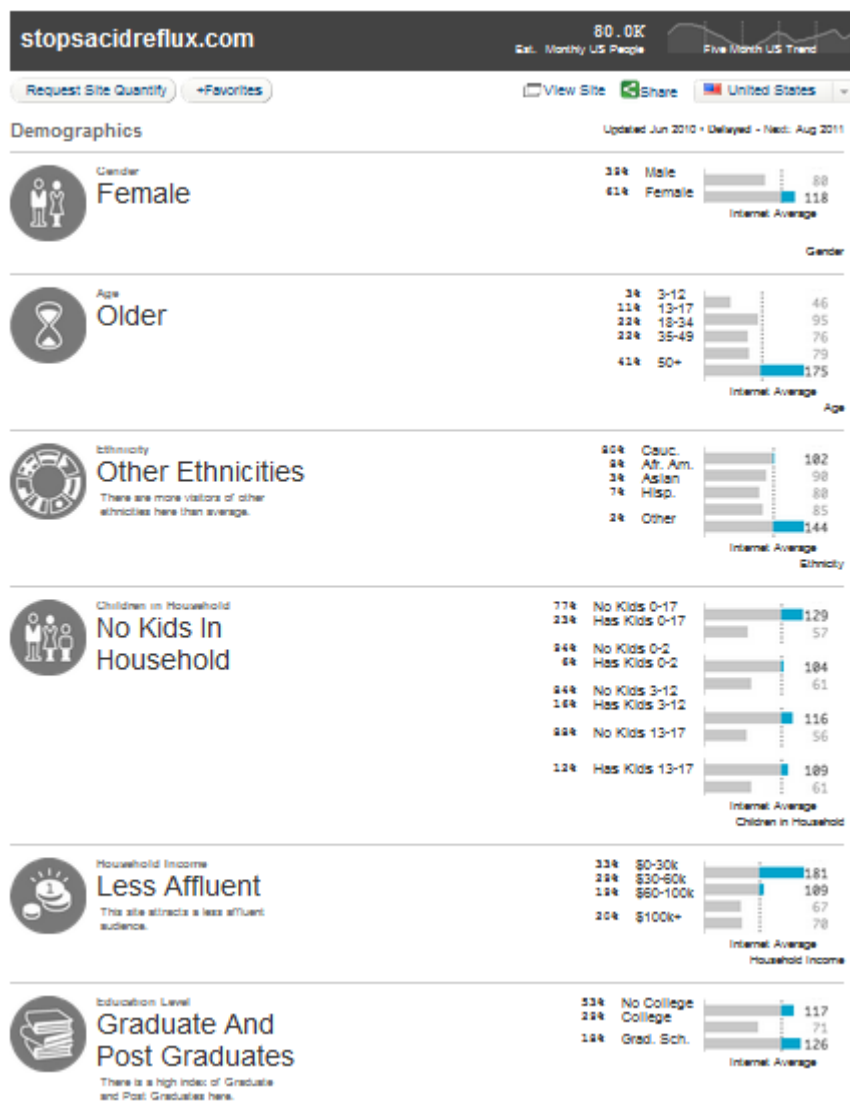 stopsacidreflux.com
80.0K
Est. Monthly US People
Five Month US Trend
Request Site Quantify
+Favorites
View Site
Share
United States
Demographics
Updated Jun 2010 • Delayed - Next: Aug 2011
Gender
Female
39% Male 80
61% Female 118
Internet Average
Gender
Age
Older
3% 3-12 46
11% 13-17 95
22% 18-34 76
22% 35-49 79
41% 50+ 175
Internet Average
Age
Ethnicity
Other Ethnicities
There are more visitors of other
ethnicities here than average.
80% Cauc. 102
Afr. Am. 90
3% Asian 80
7% Hisp. 85
2% Other 144
Internet Average
Ethnicity
Children in Household
No Kids In
Household
77% No Kids 0-17 129
23% Has Kids 0-17 57
94% No Kids 0-2 104
6% Has Kids 0-2 61
84% No Kids 3-12 116
16% Has Kids 3-12 56
88% No Kids 13-17 109
12% Has Kids 13-17 61
Internet Average
Children in Household
Household Income
Less Affluent
This site attracts a less affluent
audience.
33% $0-30k 181
$30-60k 109
$60-100k 67
20% $100k+ 70
Internet Average
Household Income
Education Level
Graduate And
Post Graduates
There is a high index of Graduate
and Post Graduates here.
53% No College 117
College 71
Grad. Sch. 126
Internet Average